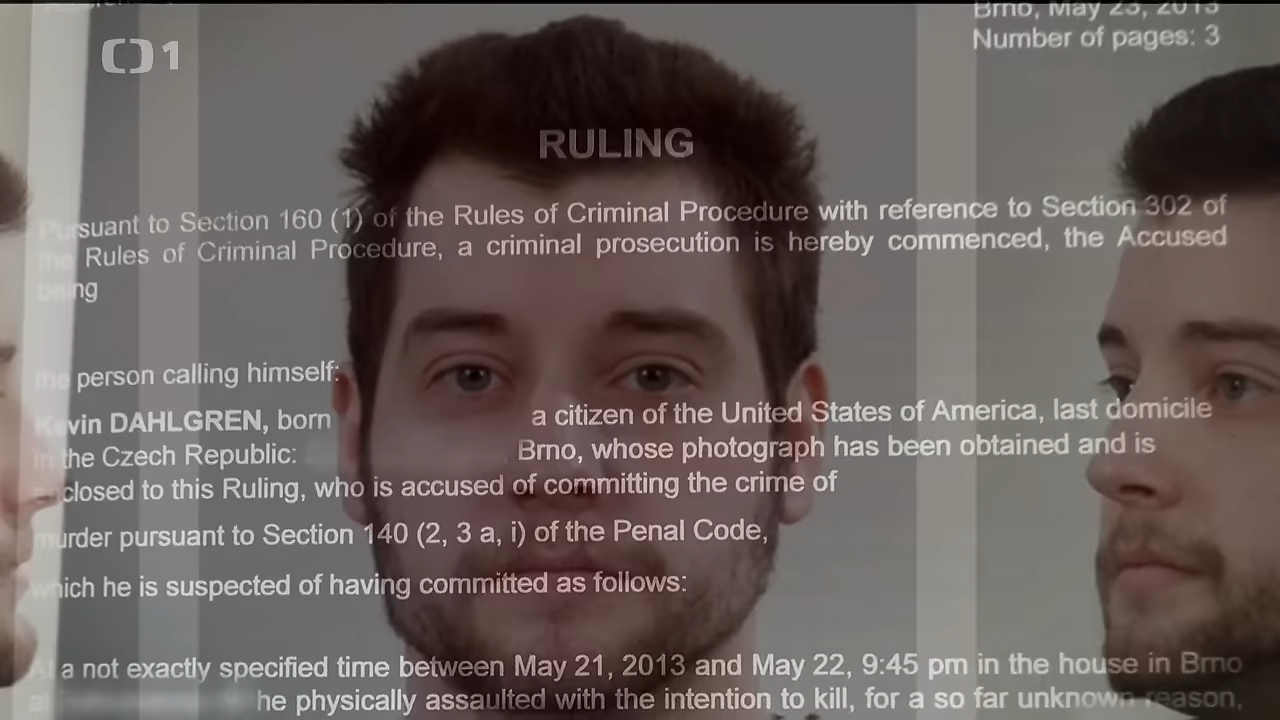 1
Brno, May 23, 2013
Number of pages: 3
RULING
Pursuant to Section 160 (1) of the Rules of Criminal Procedure with reference to Section 302 of
the Rules of Criminal Procedure, a criminal prosecution is hereby commenced, the Accused
being
the person calling himself:
Kevin DAHLGREN, born a citizen of the United States of America, last domicile
in the Czech Republic: Brno, whose photograph has been obtained and is
closed to this Ruling, who is accused of committing the crime of
murder pursuant to Section 140 (2, 3 a, i) of the Penal Code,
which he is suspected of having committed as follows:
At a not exactly specified time between May 21, 2013 and May 22, 9:45 pm in the house in Brno
at he physically assaulted with the intention to kill, for a so far unknown reason,